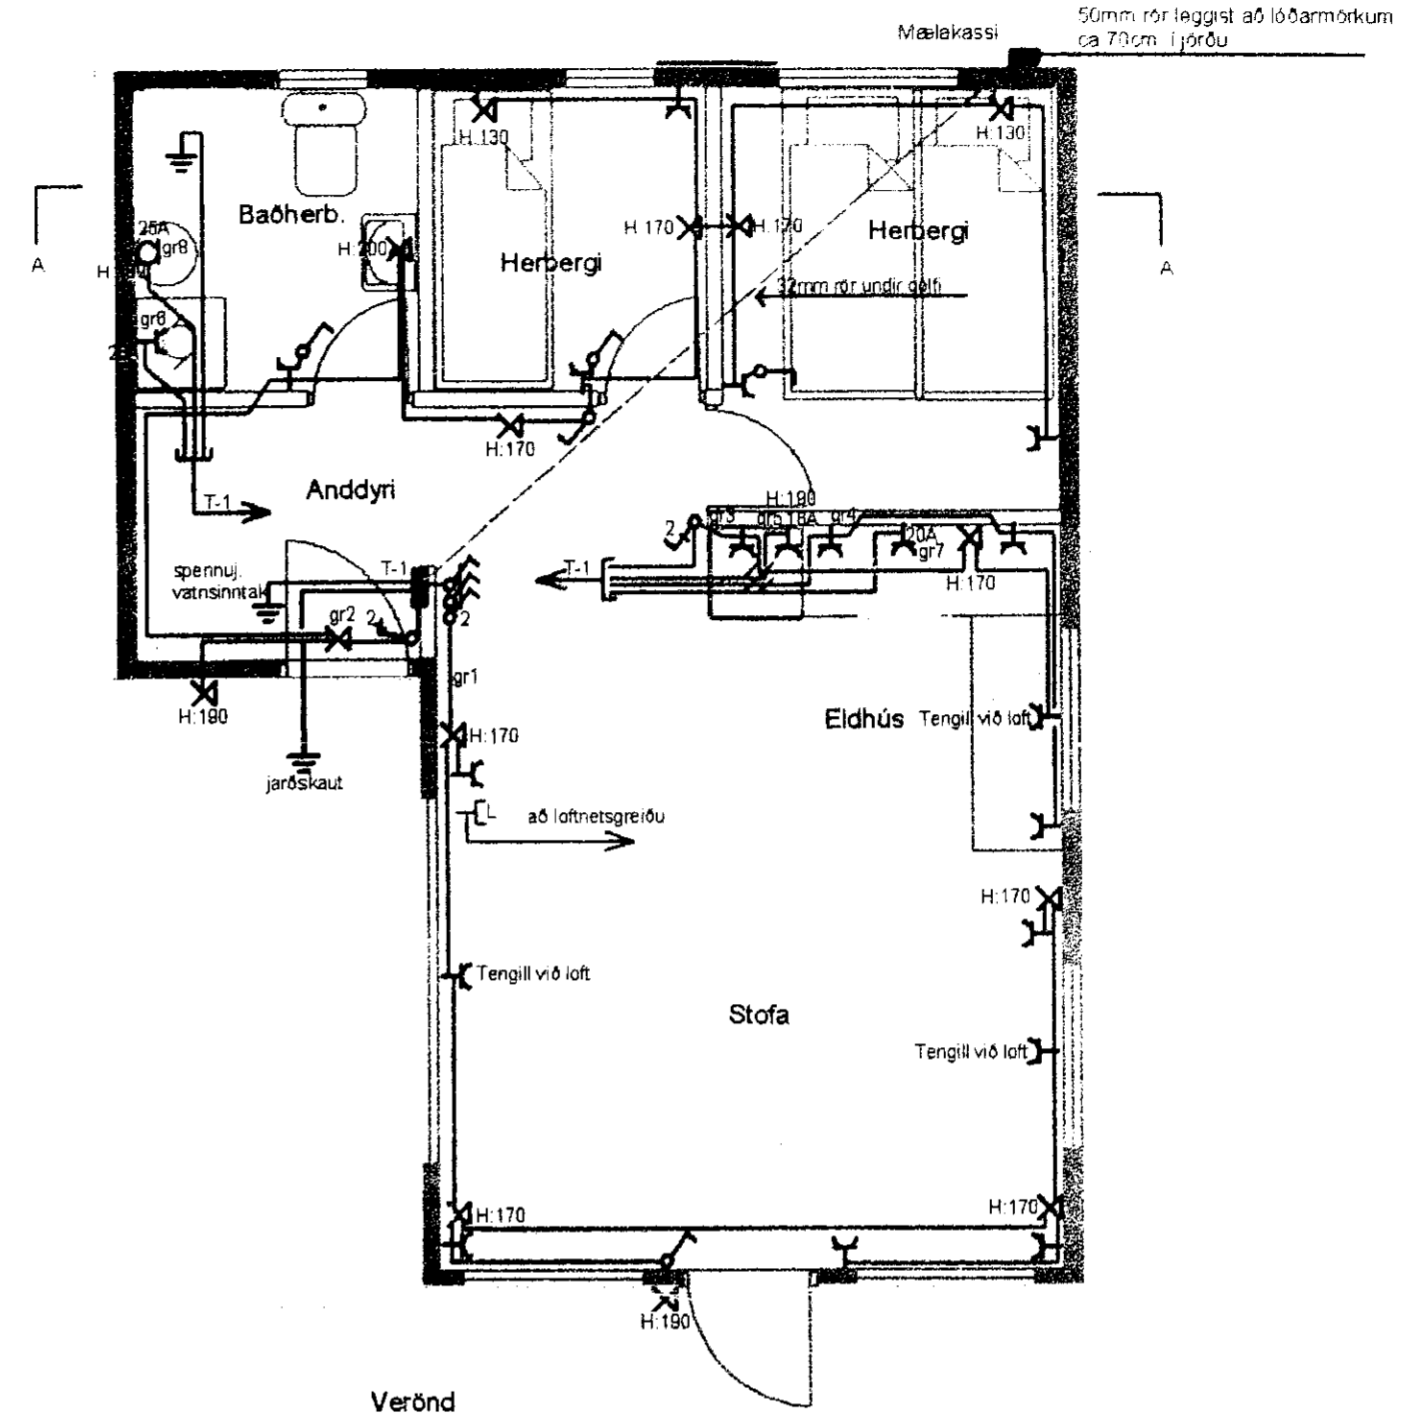 50mm rör leggist að lóðarmörkum
ca 70cm í jörðu
Mælakassi
H:130
H:130
Baðherb.
H:200
Herbergi
H:170
H:170
Herbergi
25A
gr8
A
A
32mm rör undir gólfi
gr6
H:170
Anddyri
T-1
H:190
gr3
gr5
16A
gr4
2
20A
gr7
H:170
T-1
T-1
spennuj.
vatnsinntak
gr2
2
2
gr1
H:190
H:170
Eldhús
Tengill við loft
jarðskaut
L
að loftnetsgreiðu
H:170
Tengill við loft
Stofa
Tengill við loft
H:170
H:170
H:190
Verönd